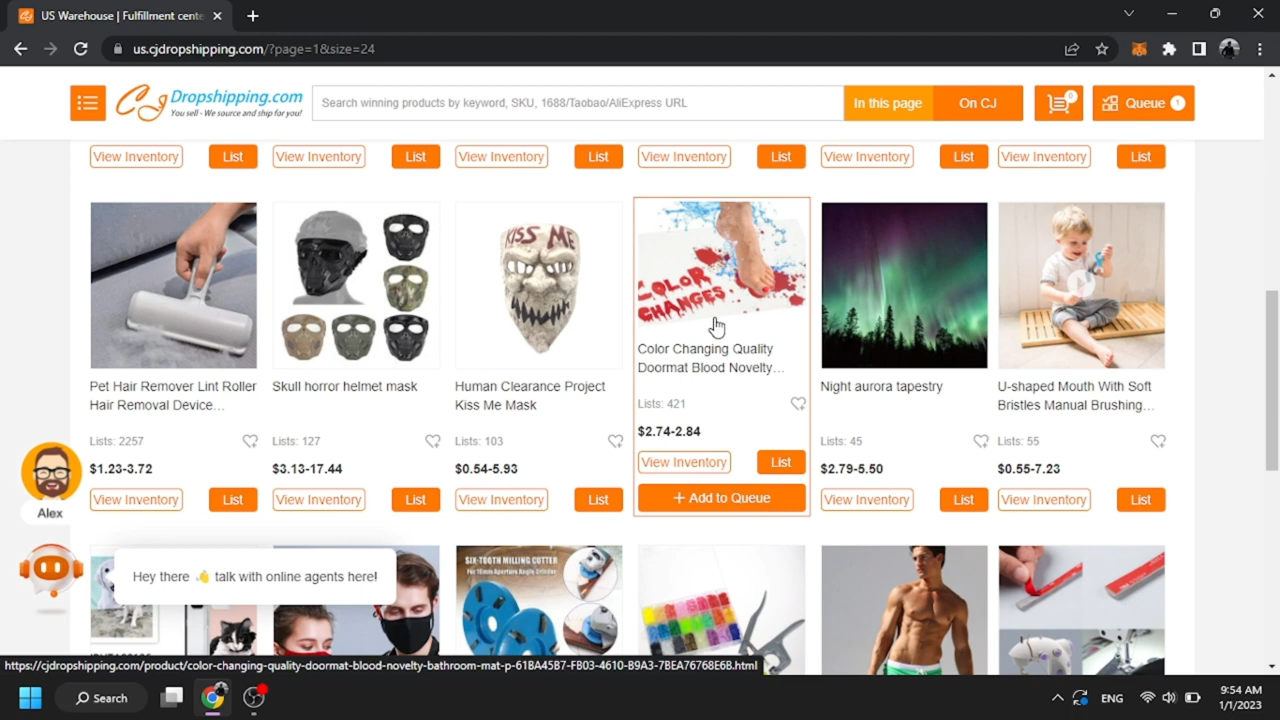 US Warehouse | Fulfillment cente
us.cjdropshipping.com/?page=1&size=24
CJ Dropshipping.com
You sell - We source and ship for you!
Search winning products by keyword, SKU, 1688/Taobao/AliExpress URL
In this page
On CJ
0
Queue 1
View Inventory List View Inventory List View Inventory List View Inventory List View Inventory List View Inventory List
KISS ME
COLOR
CHANGES
Pet Hair Remover Lint Roller
Hair Removal Device...
Lists: 2257
$1.23-3.72
View Inventory List
Skull horror helmet mask
Lists: 127
$3.13-17.44
View Inventory List
Human Clearance Project
Kiss Me Mask
Lists: 103
$0.54-5.93
View Inventory List
Color Changing Quality
Doormat Blood Novelty...
Lists: 421
$2.74-2.84
View Inventory List
+ Add to Queue
Night aurora tapestry
Lists: 45
$2.79-5.50
View Inventory List
U-shaped Mouth With Soft
Bristles Manual Brushing...
Lists: 55
$0.55-7.23
View Inventory List
Alex
Hey there 👋 talk with online agents here!
SIX-TOOTH MILLING CUTTER
https://cjdropshipping.com/product/color-changing-quality-doormat-blood-novelty-bathroom-mat-p-61BA45B7-FB03-4610-B9A3-7BEA76768E6B.html
Search
ENG
9:54 AM
1/1/2023